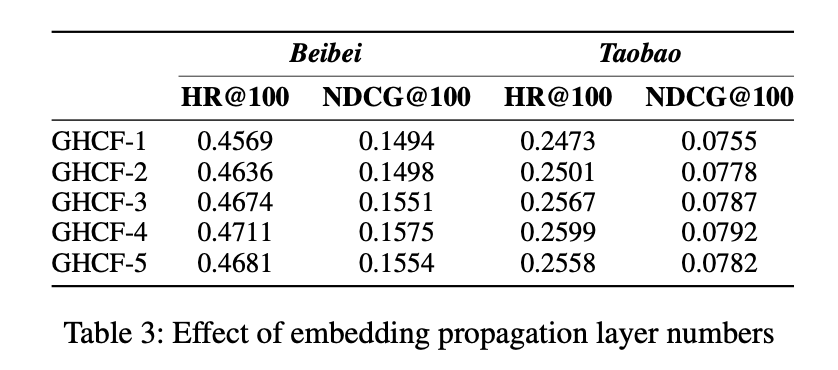 Beibei Taobao
HR@100 NDCG@100 HR@100 NDCG@100
GHCF-1 0.4569 0.1494 0.2473 0.0755
GHCF-2 0.4636 0.1498 0.2501 0.0778
GHCF-3 0.4674 0.1551 0.2567 0.0787
GHCF-4 0.4711 0.1575 0.2599 0.0792
GHCF-5 0.4681 0.1554 0.2558 0.0782
Table 3: Effect of embedding propagation layer numbers